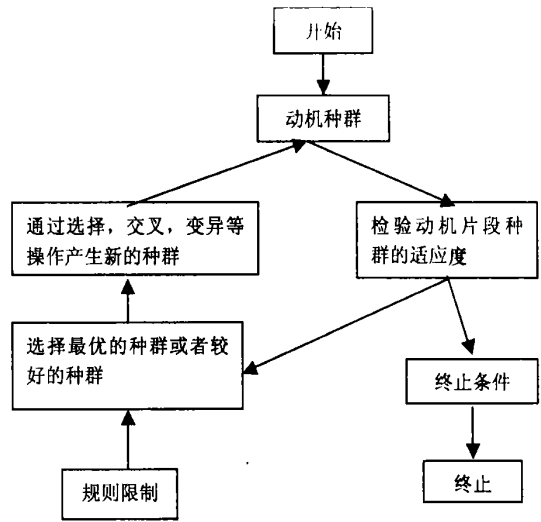 开始
动机种群
通过选择，交叉，变异等
操作产生新的种群
检验动机片段种
群的适应度
选择最优的种群或者较
好的种群
终止条件
规则限制
终止